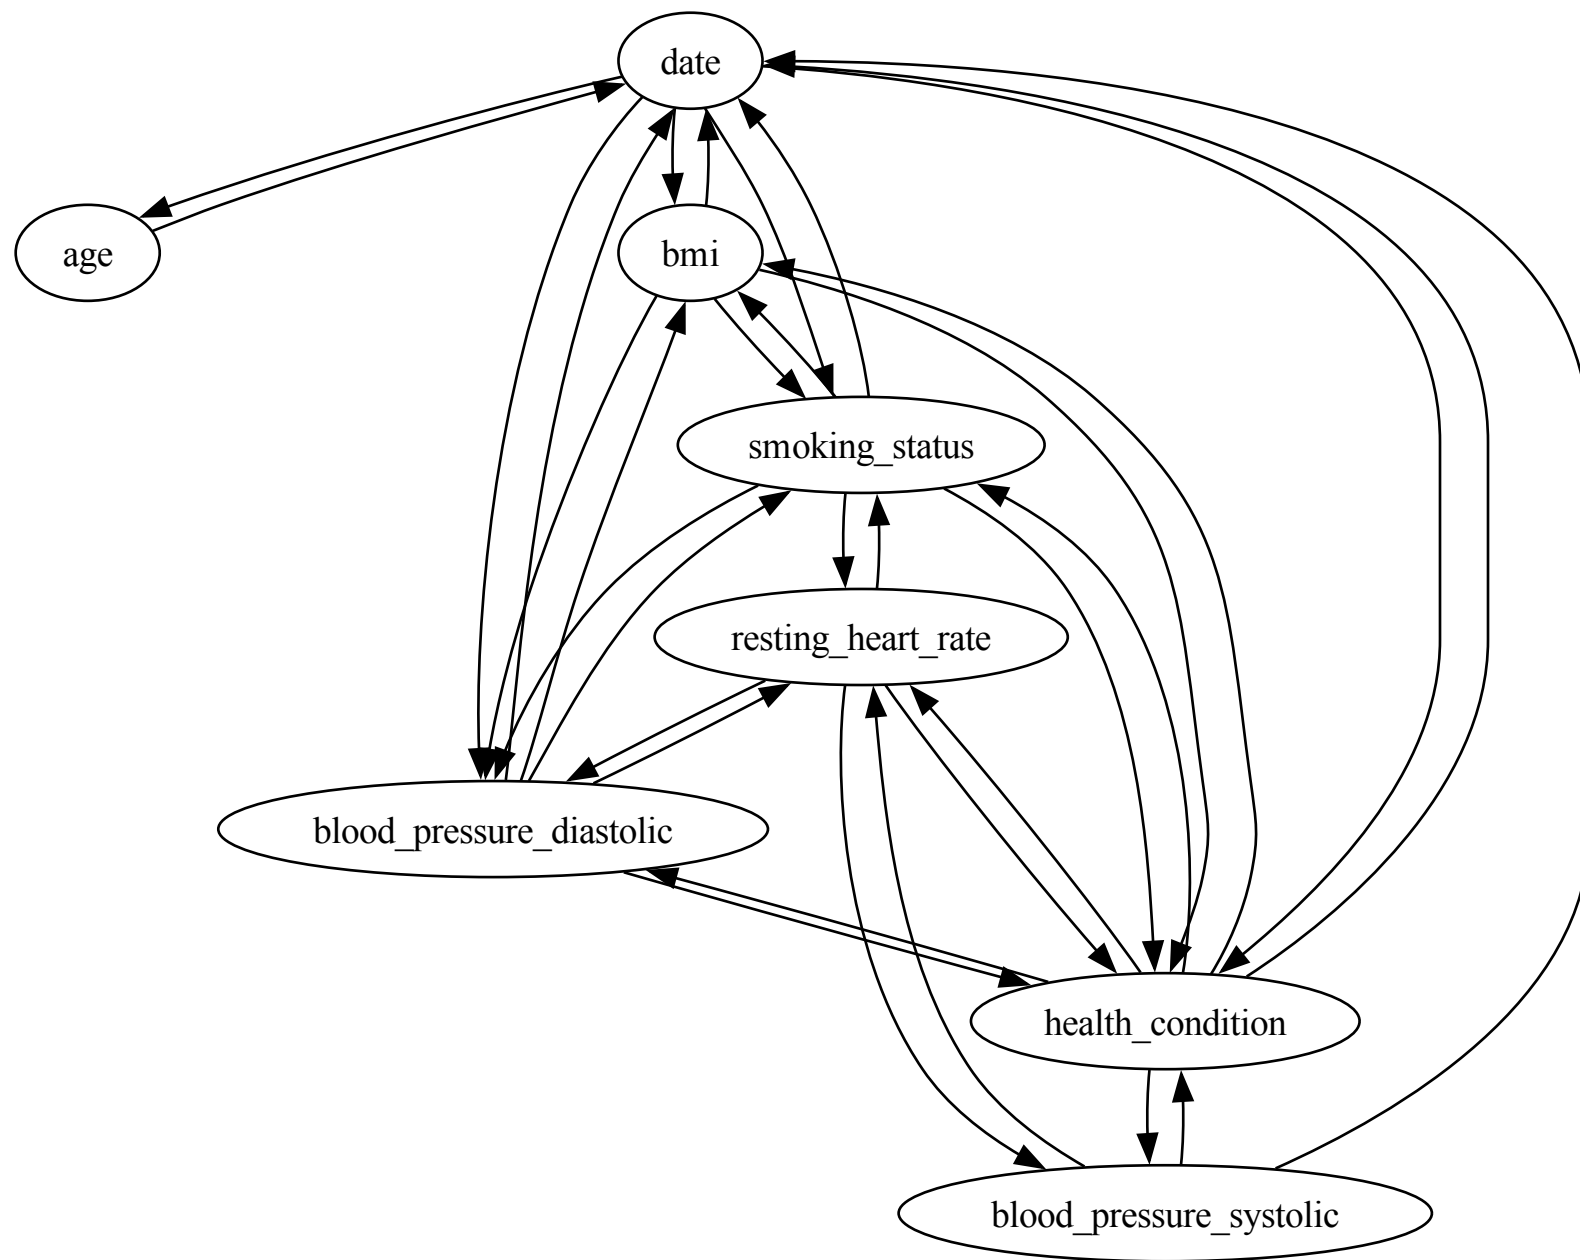 date
age
bmi
smoking_status
resting_heart_rate
blood_pressure_diastolic
health_condition
blood_pressure_systolic